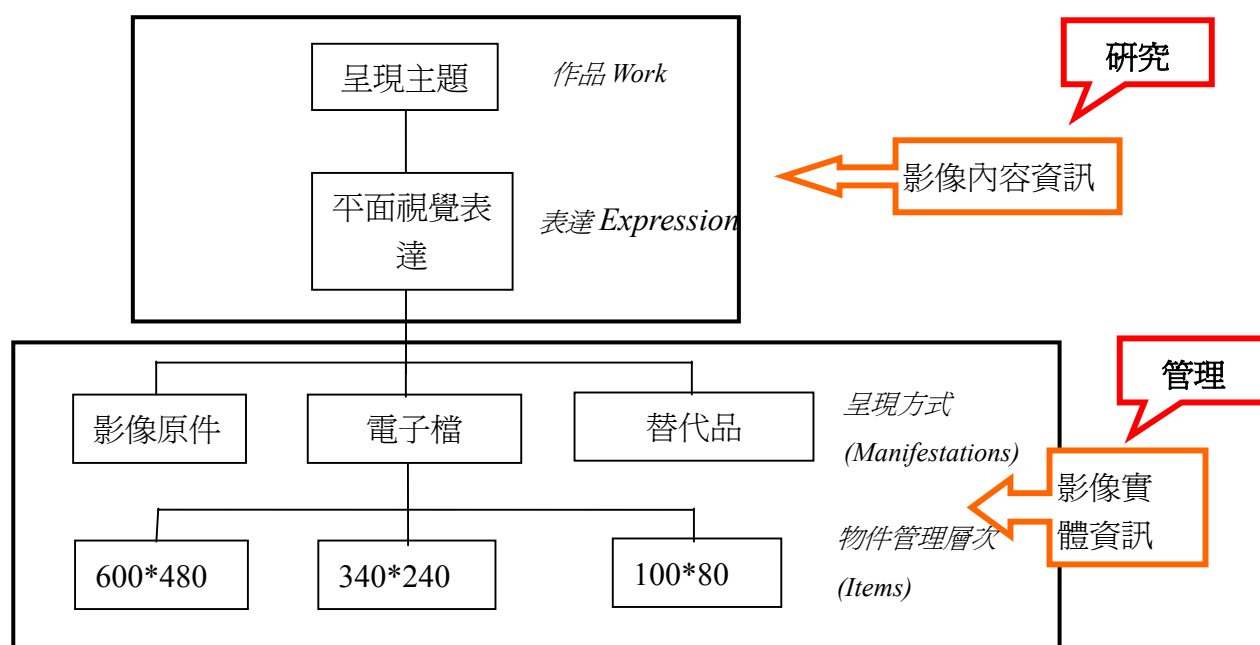 呈現主題
作品 Work
研究
平面視覺表
達
表達 Expression
影像內容資訊
影像原件
電子檔
替代品
呈現方式
(Manifestations)
管理
影像實
體資訊
600*480
340*240
100*80
物件管理層次
(Items)